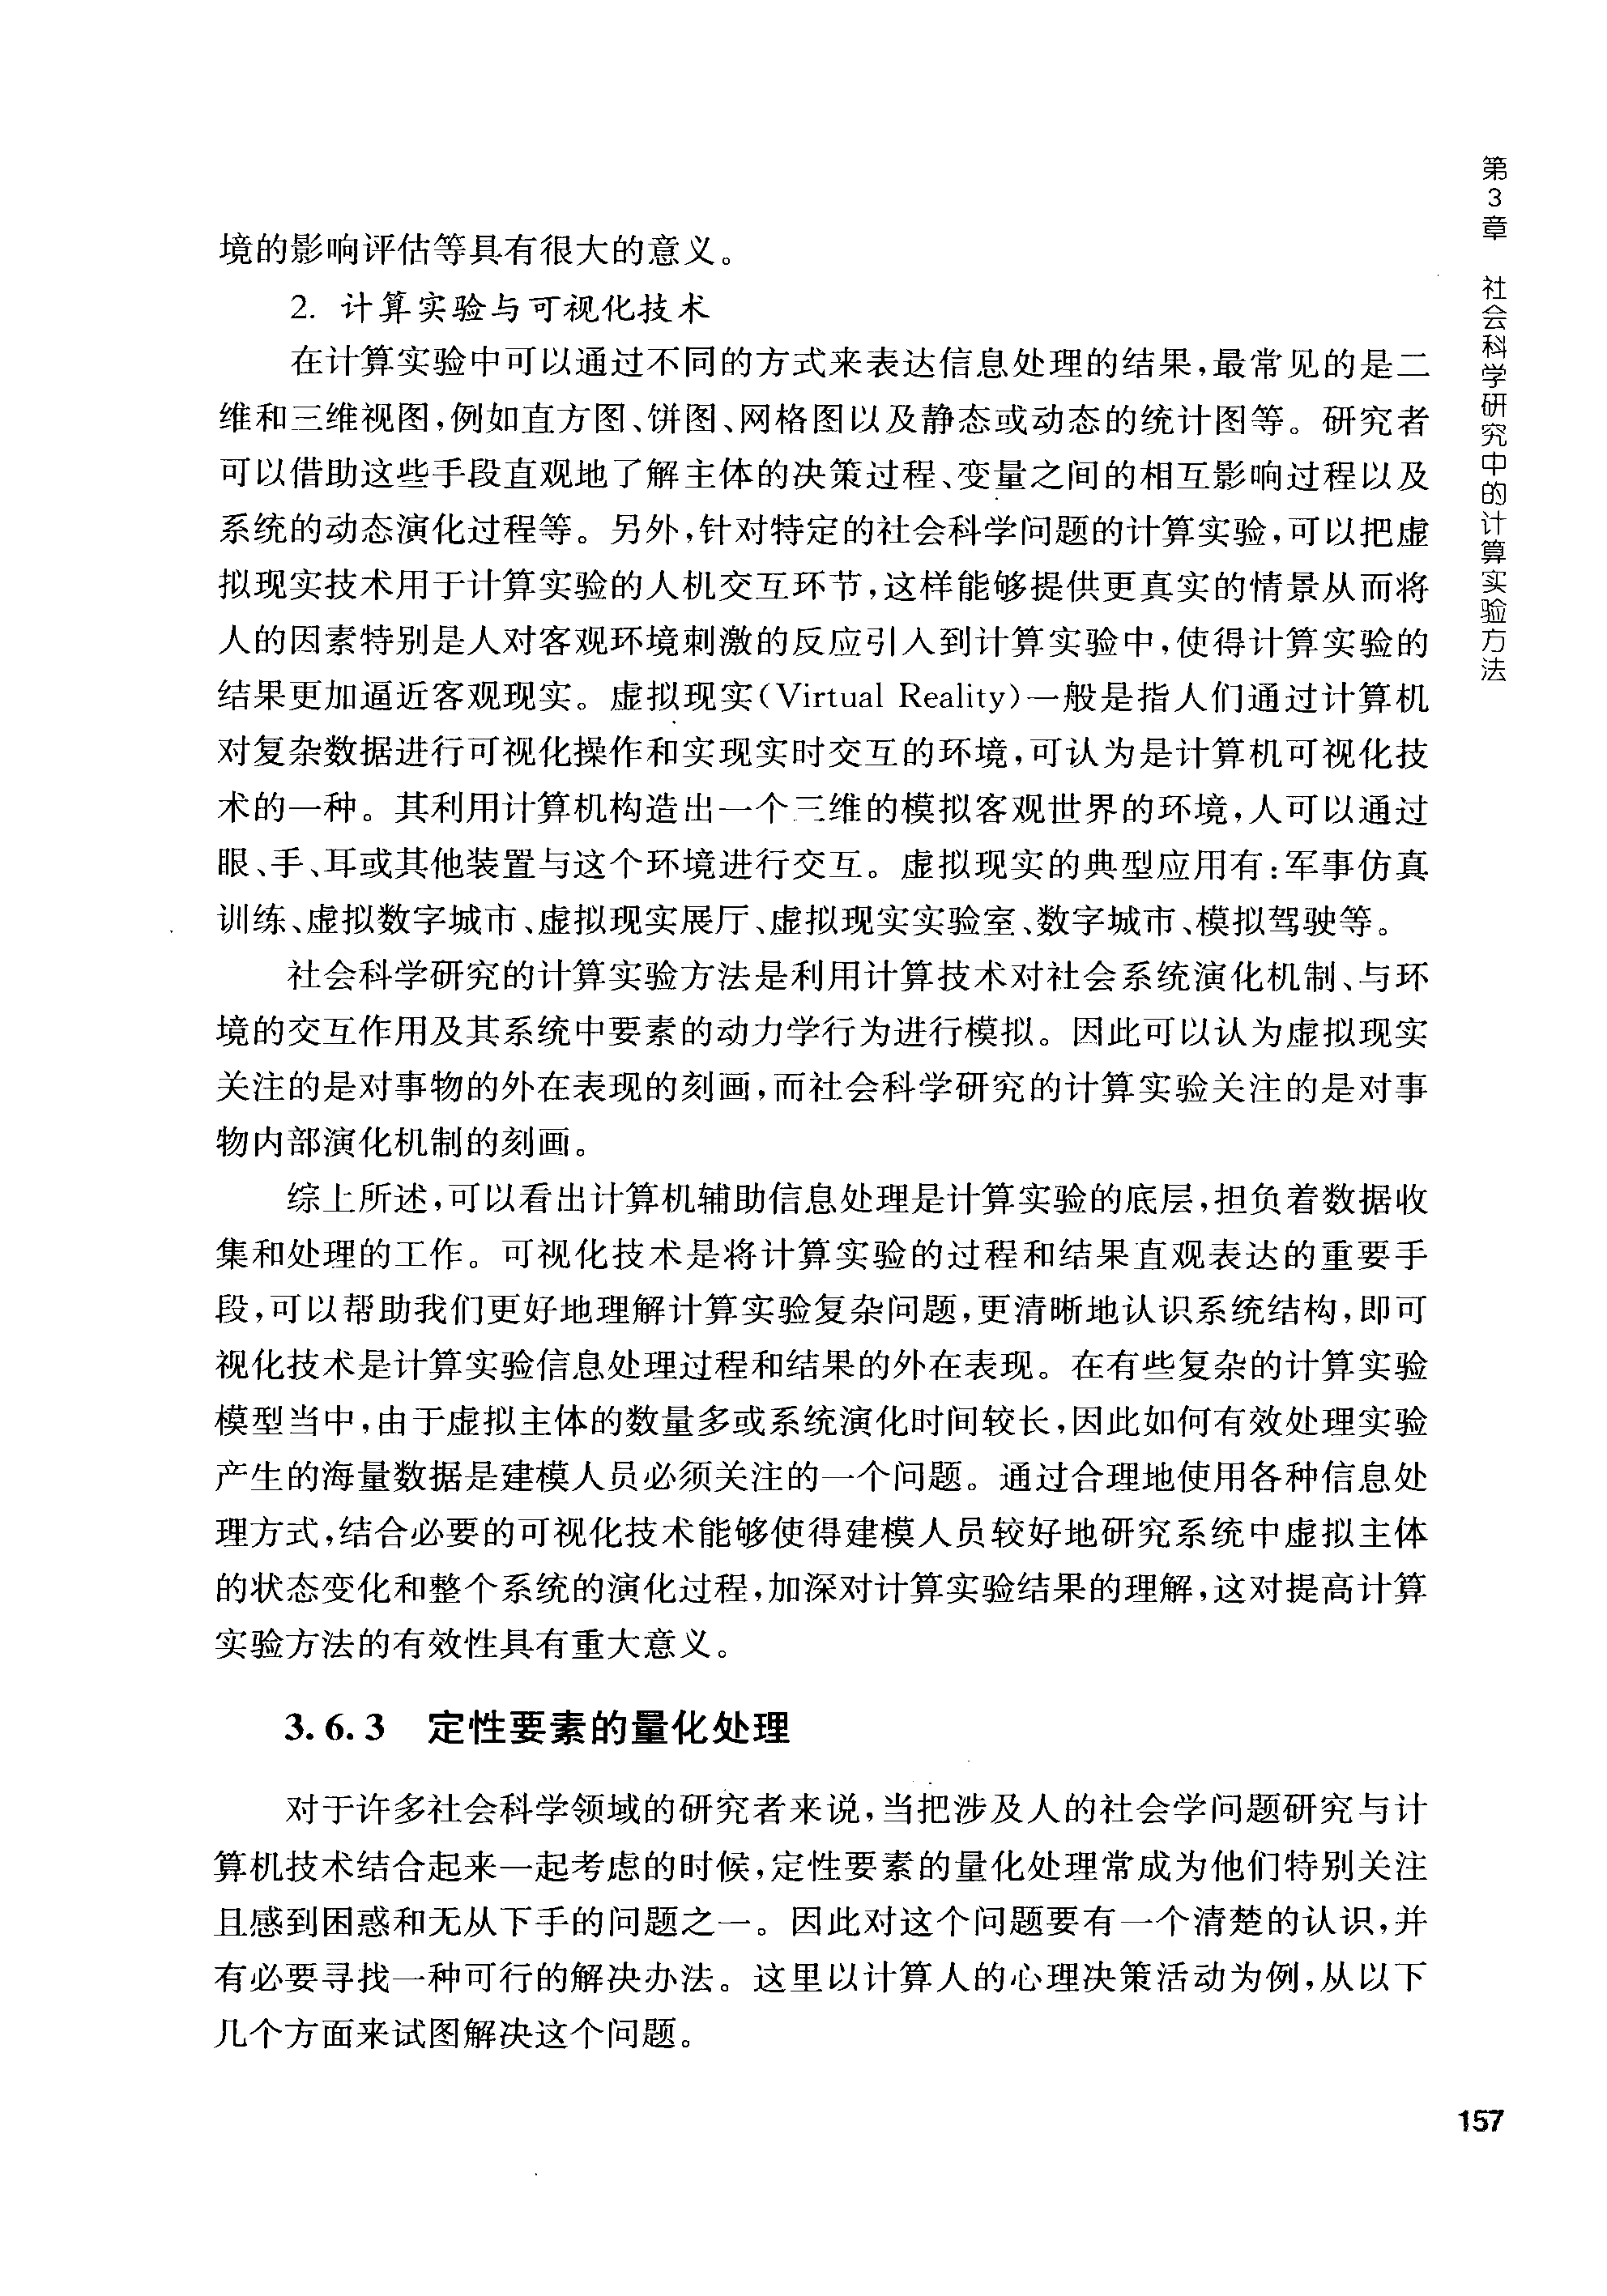 境的影响评估等具有很大的意义。
2. 计算实验与可视化技术
在计算实验中可以通过不同的方式来表达信息处理的结果,最常见的是二
维和三维视图,例如直方图、饼图、网格图以及静态或动态的统计图等。研究者
可以借助这些手段直观地了解主体的决策过程、变量之间的相互影响过程以及
系统的动态演化过程等。另外,针对特定的社会科学问题的计算实验,可以把虚
拟现实技术用于计算实验的人机交互环节,这样能够提供更真实的情景从而将
人的因素特别是人对客观环境刺激的反应引入到计算实验中,使得计算实验的
结果更加逼近客观现实。虚拟现实(Virtual Reality)一般是指人们通过计算机
对复杂数据进行可视化操作和实现实时交互的环境,可认为是计算机可视化技
术的一种。其利用计算机构造出一个三维的模拟客观世界的环境,人可以通过
眼、手、耳或其他装置与这个环境进行交互。虚拟现实的典型应用有:军事仿真
训练、虚拟数字城市、虚拟现实展厅、虚拟现实实验室、数字城市、模拟驾驶等。
社会科学研究的计算实验方法是利用计算技术对社会系统演化机制、与环
境的交互作用及其系统中要素的动力学行为进行模拟。因此可以认为虚拟现实
关注的是对事物的外在表现的刻画,而社会科学研究的计算实验关注的是对事
物内部演化机制的刻画。
综上所述,可以看出计算机辅助信息处理是计算实验的底层,担负着数据收
集和处理的工作。可视化技术是将计算实验的过程和结果直观表达的重要手
段,可以帮助我们更好地理解计算实验复杂问题,更清晰地认识系统结构,即可
视化技术是计算实验信息处理过程和结果的外在表现。在有些复杂的计算实验
模型当中,由于虚拟主体的数量多或系统演化时间较长,因此如何有效处理实验
产生的海量数据是建模人员必须关注的一个问题。通过合理地使用各种信息处
理方式,结合必要的可视化技术能够使得建模人员较好地研究系统中虚拟主体
的状态变化和整个系统的演化过程,加深对计算实验结果的理解,这对提高计算
实验方法的有效性具有重大意义。
3.6.3 定性要素的量化处理
对于许多社会科学领域的研究者来说,当把涉及人的社会学问题研究与计
算机技术结合起来一起考虑的时候,定性要素的量化处理常成为他们特别关注
且感到困惑和无从下手的问题之一。因此对这个问题要有一个清楚的认识,并
有必要寻找一种可行的解决办法。这里以计算人的心理决策活动为例,从以下
几个方面来试图解决这个问题。
第3章 社会科学研究中的计算实验方法
157